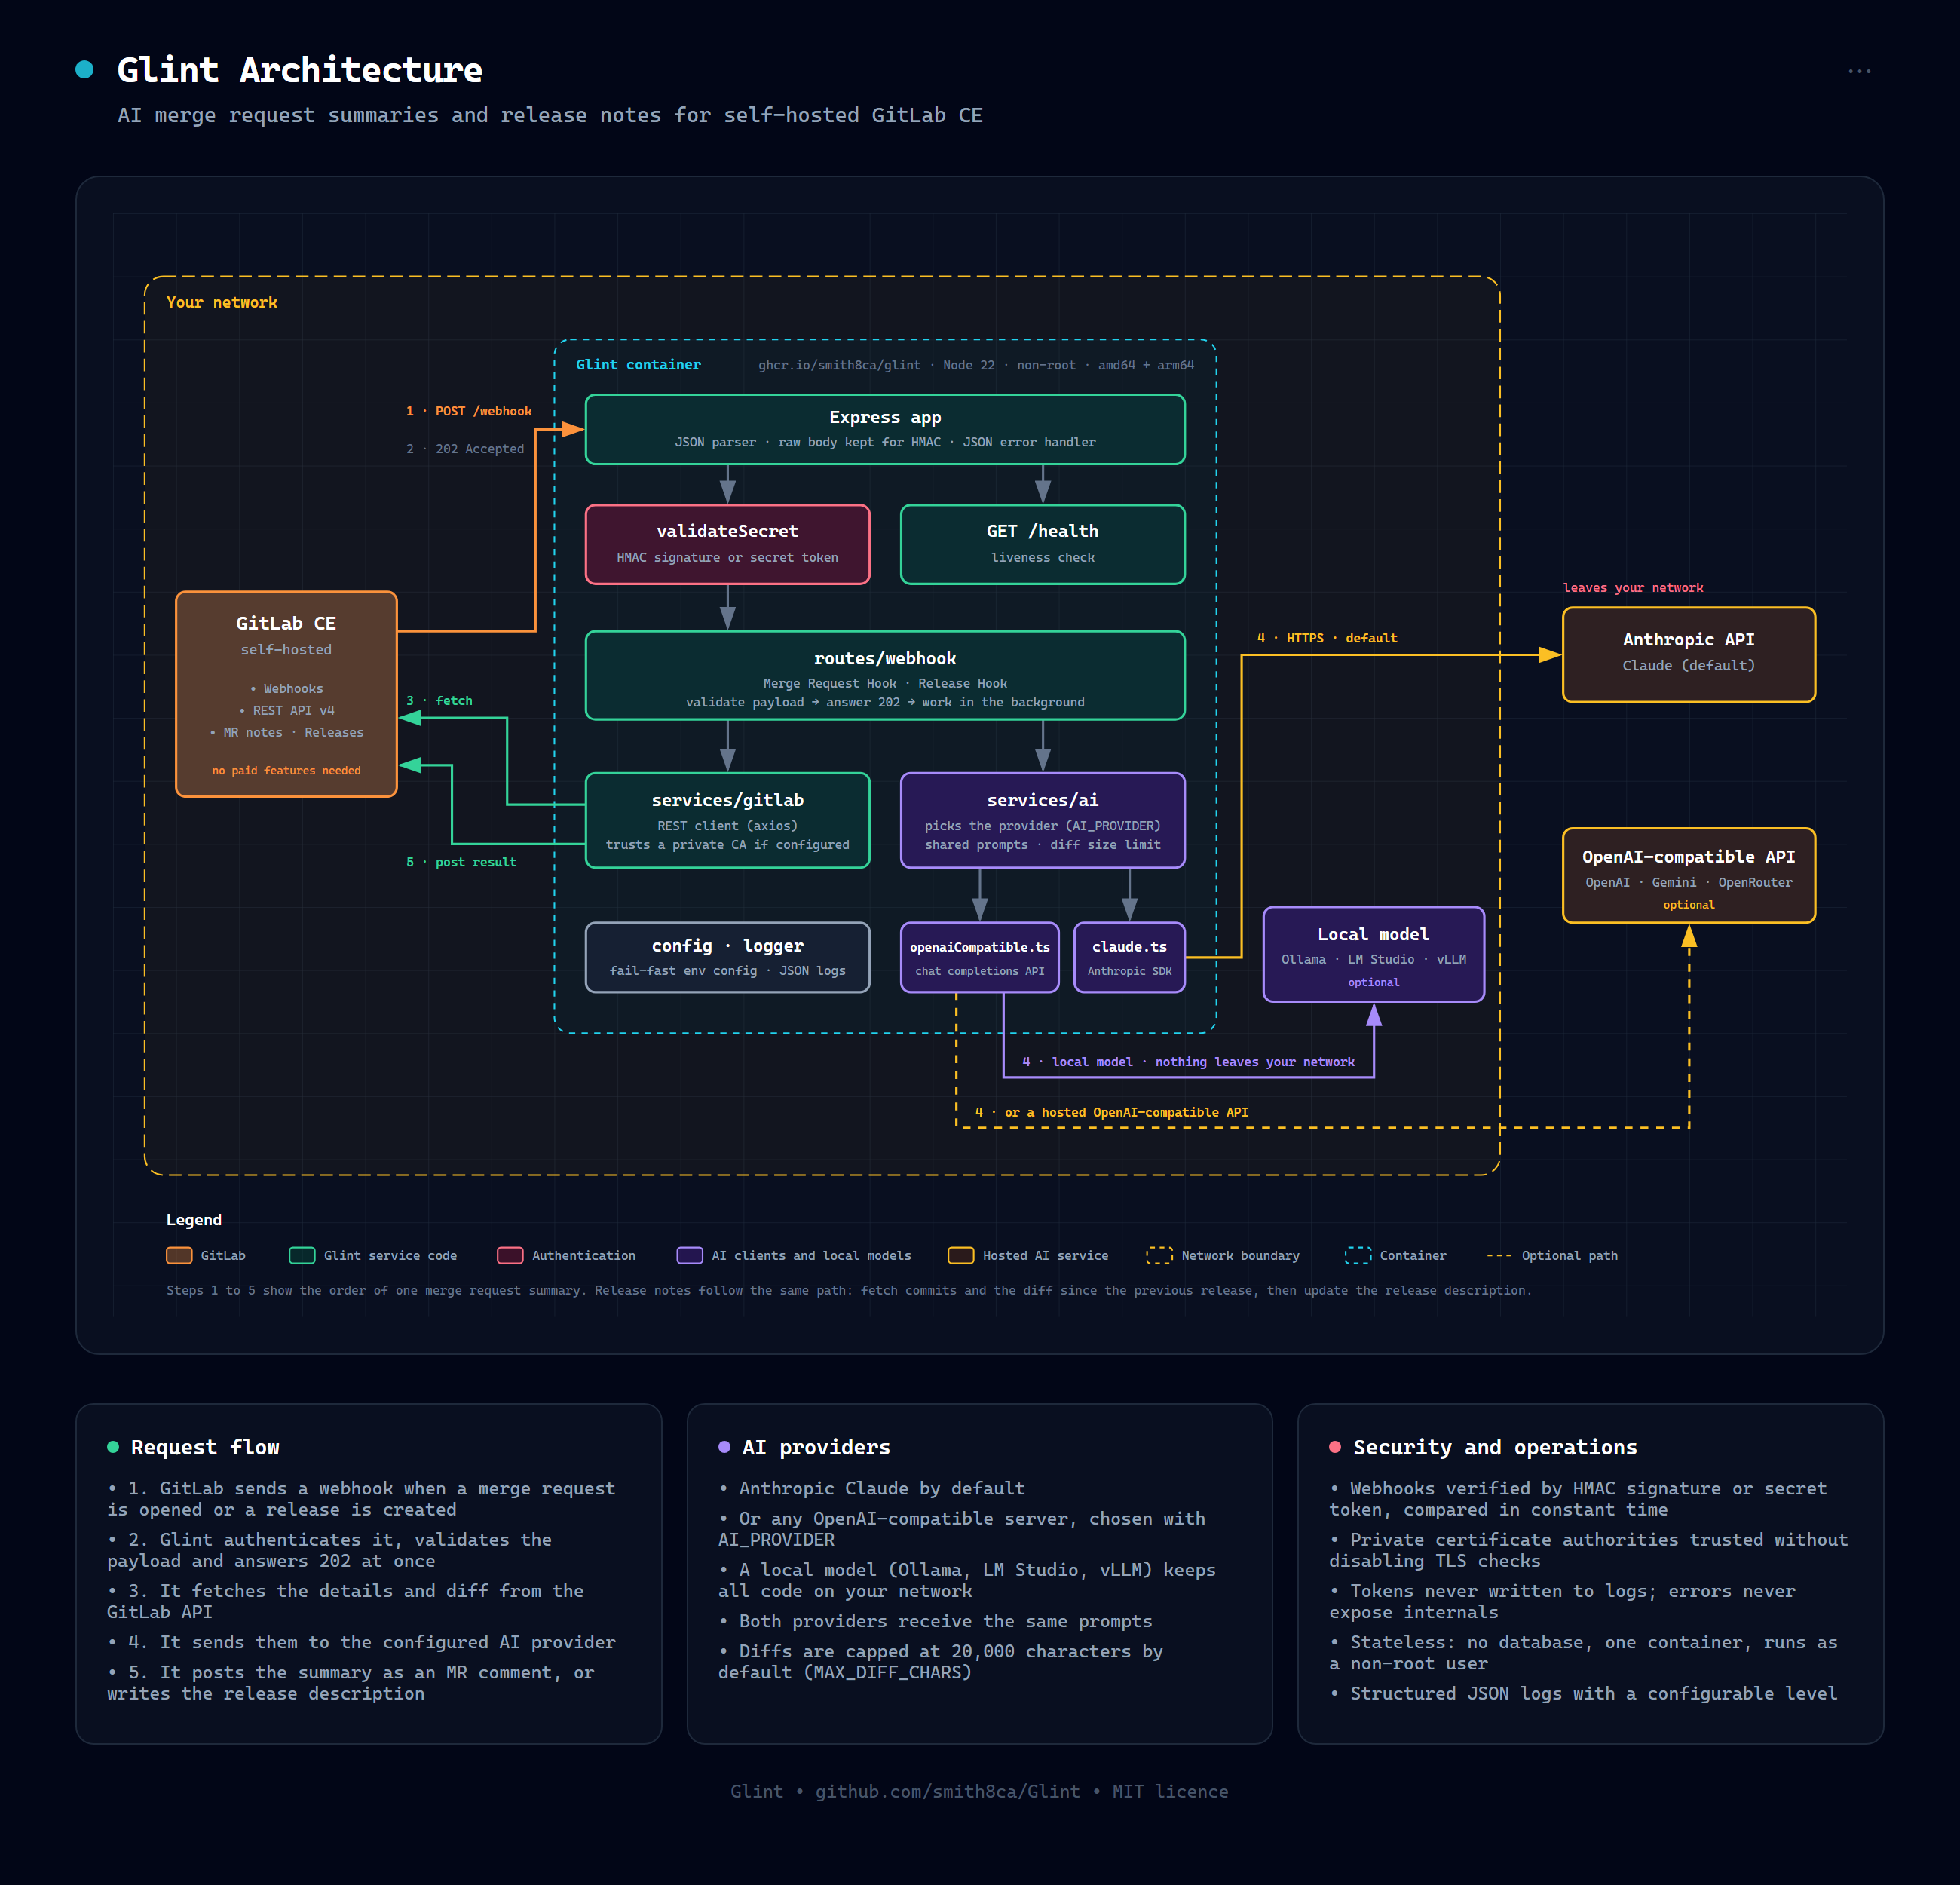 Glint Architecture
...
AI merge request summaries and release notes for self-hosted GitLab CE
Your network
Glint container
ghcr.io/smith8ca/glint · Node 22 · non-root · amd64 + arm64
1 · POST /webhook
2 · 202 Accepted
Express app
JSON parser · raw body kept for HMAC · JSON error handler
validateSecret
HMAC signature or secret token
GET /health
liveness check
GitLab CE
self-hosted
• Webhooks
• REST API v4
• MR notes · Releases
no paid features needed
3 · fetch
5 · post result
routes/webhook
Merge Request Hook · Release Hook
validate payload → answer 202 → work in the background
services/gitlab
REST client (axios)
trusts a private CA if configured
services/ai
picks the provider (AI_PROVIDER)
shared prompts · diff size limit
config · logger
fail-fast env config · JSON logs
openaiCompatible.ts
chat completions API
claude.ts
Anthropic SDK
4 · HTTPS · default
leaves your network
Anthropic API
Claude (default)
OpenAI-compatible API
OpenAI · Gemini · OpenRouter
optional
Local model
Ollama · LM Studio · vLLM
optional
4 · local model · nothing leaves your network
4 · or a hosted OpenAI-compatible API
Legend
GitLab
Glint service code
Authentication
AI clients and local models
Hosted AI service
Network boundary
Container
Optional path
Steps 1 to 5 show the order of one merge request summary. Release notes follow the same path: fetch commits and the diff since the previous release, then update the release description.
Request flow
• 1. GitLab sends a webhook when a merge request
is opened or a release is created
• 2. Glint authenticates it, validates the
payload and answers 202 at once
• 3. It fetches the details and diff from the
GitLab API
• 4. It sends them to the configured AI provider
• 5. It posts the summary as an MR comment, or
writes the release description
AI providers
• Anthropic Claude by default
• Or any OpenAI-compatible server, chosen with
AI_PROVIDER
• A local model (Ollama, LM Studio, vLLM) keeps
all code on your network
• Both providers receive the same prompts
• Diffs are capped at 20,000 characters by
default (MAX_DIFF_CHARS)
Security and operations
• Webhooks verified by HMAC signature or secret
token, compared in constant time
• Private certificate authorities trusted without
disabling TLS checks
• Tokens never written to logs; errors never
expose internals
• Stateless: no database, one container, runs as
a non-root user
• Structured JSON logs with a configurable level
Glint • github.com/smith8ca/Glint • MIT licence